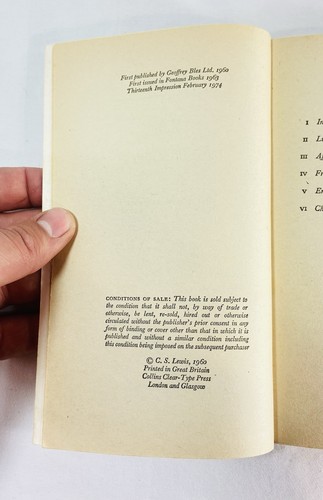 First published by Geoffrey Bles Ltd. 1960
First issued in Fontana Books 1963
Thirteenth Impression February 1974
CONDITIONS OF SALE: This book is sold subject to
the condition that it shall not, by way of trade or
otherwise, be lent, re-sold, hired out or otherwise
circulated without the publisher's prior consent in any
form of binding or cover other than that in which it is
published and without a similar condition including
this condition being imposed on the subsequent purchaser
© C. S. Lewis, 1960
Printed in Great Britain
Collins Clear-Type Press
London and Glasgow
I
II
III
IV
V
VI